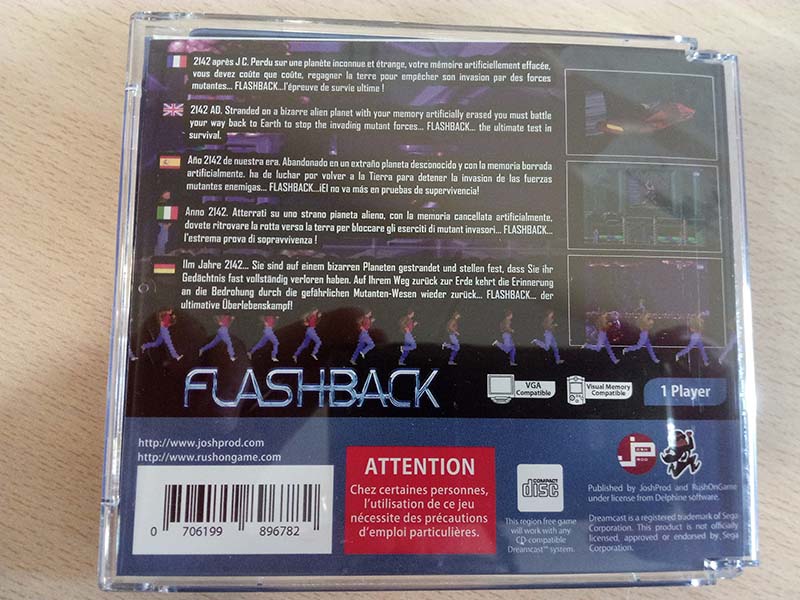 2142 après J C. Perdu sur une planète inconnue et étrange, votre mémoire artificiellement effacée,
vous devez coûte que coûte, regagner la terre pour empêcher son invasion par des forces
mutantes... FLASHBACK...l'épreuve de survie ultime !
2142 AD. Stranded on a bizarre alien planet with your memory artificially erased you must battle
your way back to Earth to stop the invading mutant forces... FLASHBACK... the ultimate test in
survival.
Año 2142 de nuestra era. Abandonado en un extraño planeta desconocido y con la memoria borrada
artificialmente. ha de luchar por volver a la Tierra para detener la invasion de las fuerzas
mutantes enemigas... FLASHBACK...¡El no va más en pruebas de supervivencia!
Anno 2142. Atterrati su uno strano pianeta alieno, con la memoria cancellata artificialmente,
dovete ritrovare la rotta verso la terra per bloccare gli eserciti di mutant invasori... FLASHBACK...
l'estrema prova di sopravvivenza !
IIm Jahre 2142... Sie sind auf einem bizarren Planeten gestrandet und stellen fest, dass Sie ihr
Gedächtnis fast vollständig verloren haben. Auf Ihrem Weg zurück zur Erde kehrt die Erinnerung
an die Bedrohung durch die gefährlichen Mutanten-Wesen wieder zurück... FLASHBACK... der
ultimative Überlebenskampf!
FLASHBACK
VGA
Compatible
Visual Memory
Compatible
1 Player
http://www.joshprod.com
http://www.rushongame.com
0 706199 896782
ATTENTION
Chez certaines personnes,
l'utilisation de ce jeu
nécessite des précautions
d'emploi particulières.
COMPACT
disc
This region free game
will work with any
CD-compatible
Dreamcast™ system.
Published by JoshProd and RushOnGame
under license from Delphine software.
Dreamcast is a registered trademark of Sega
Corporation. This product is not officially
licensed, approved or endorsed by Sega
Corporation.